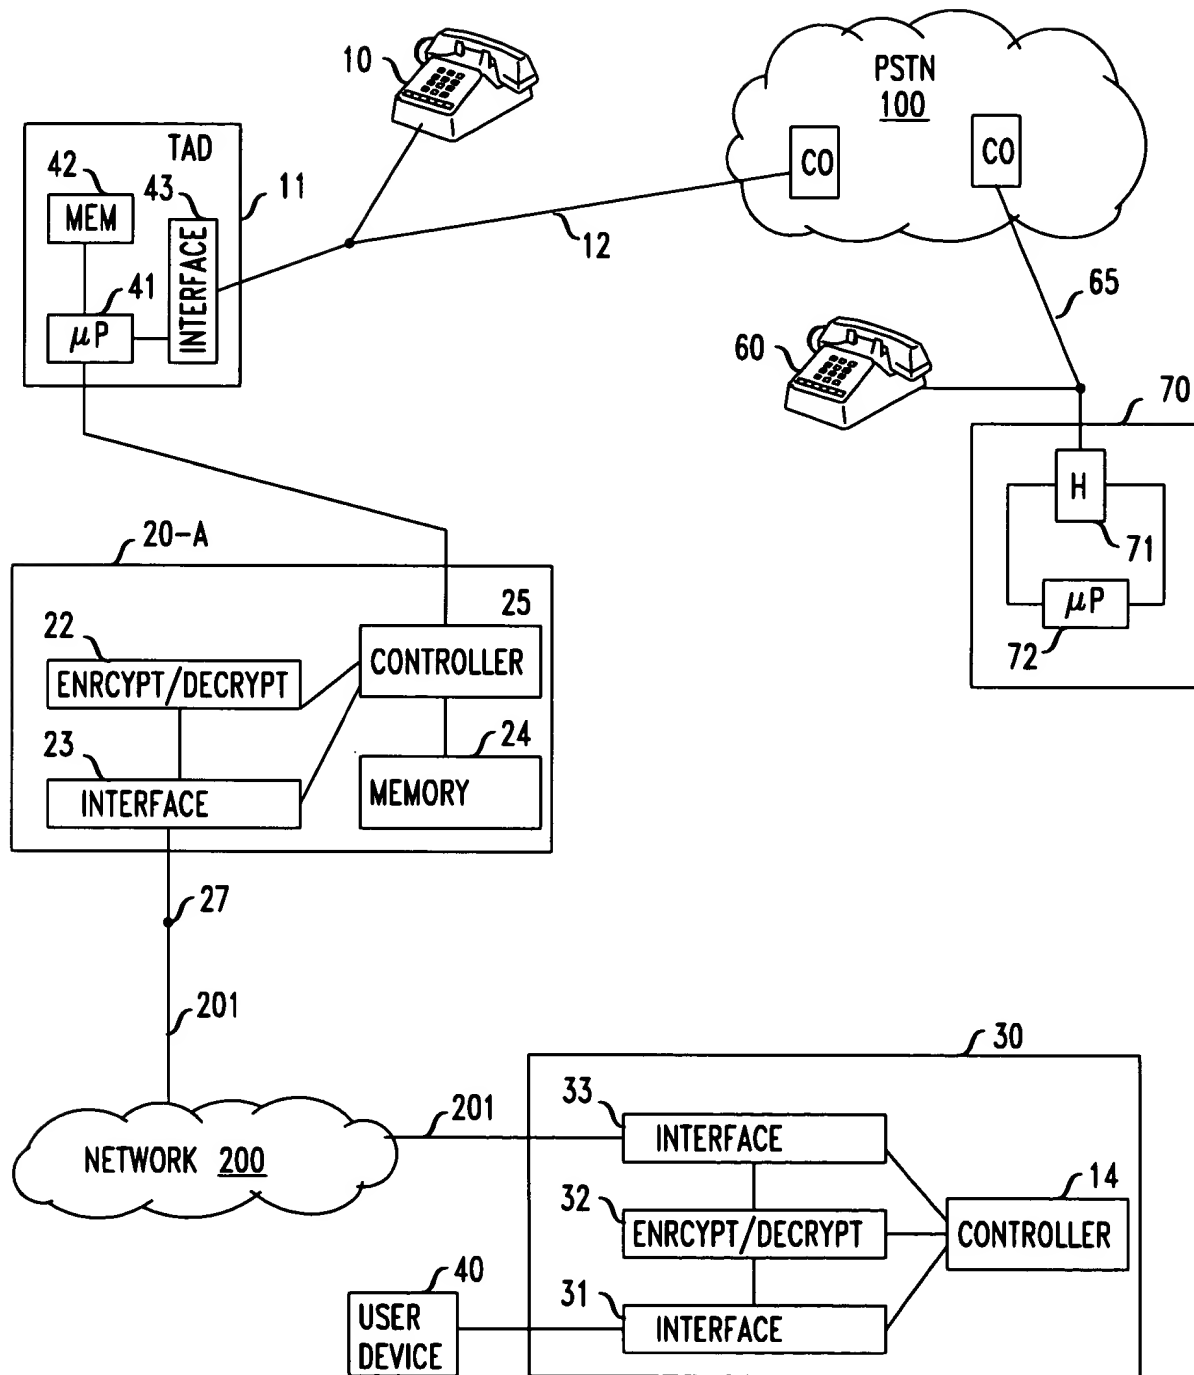 10
PSTN
100
CO
CO
TAD
42
43
11
MEM
INTERFACE
41
μP
12
65
60
70
H
71
μP
72
20-A
25
22
CONTROLLER
ENRCYPT/DECRYPT
23
24
INTERFACE
MEMORY
27
201
30
33
201
INTERFACE
NETWORK 200
32
14
ENRCYPT/DECRYPT
CONTROLLER
40
31
USER
DEVICE
INTERFACE